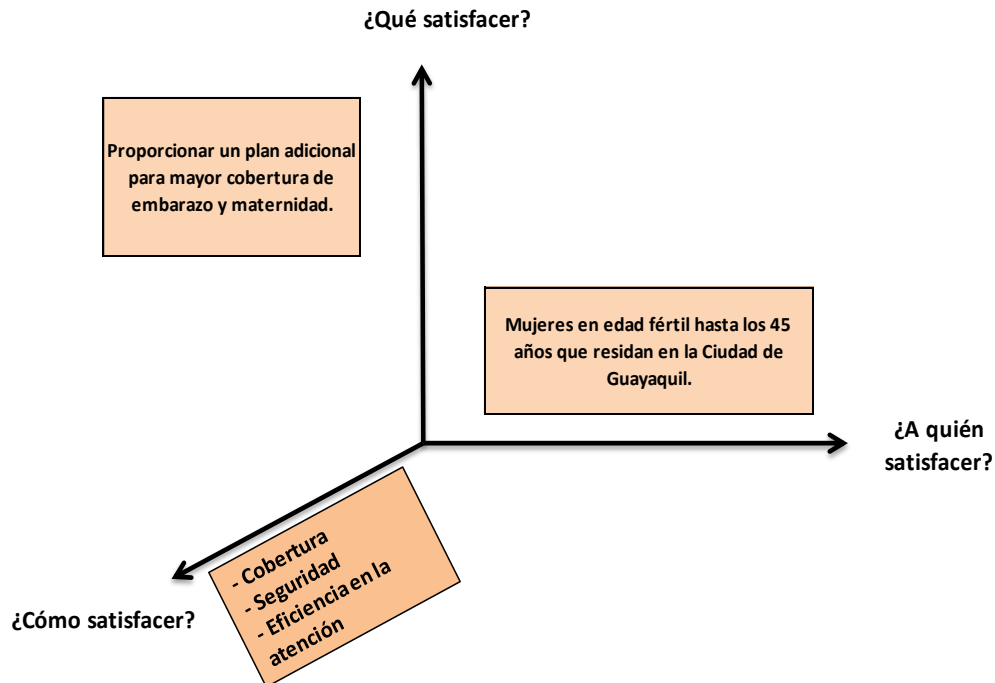 ¿Qué satisfacer?
Proporcionar un plan adicional
para mayor cobertura de
embarazo y maternidad.
Mujeres en edad fértil hasta los 45
años que residan en la Ciudad de
Guayaquil.
¿A quién
satisfacer?
- Cobertura
- Seguridad
- Eficiencia en la
atención
¿Cómo satisfacer?